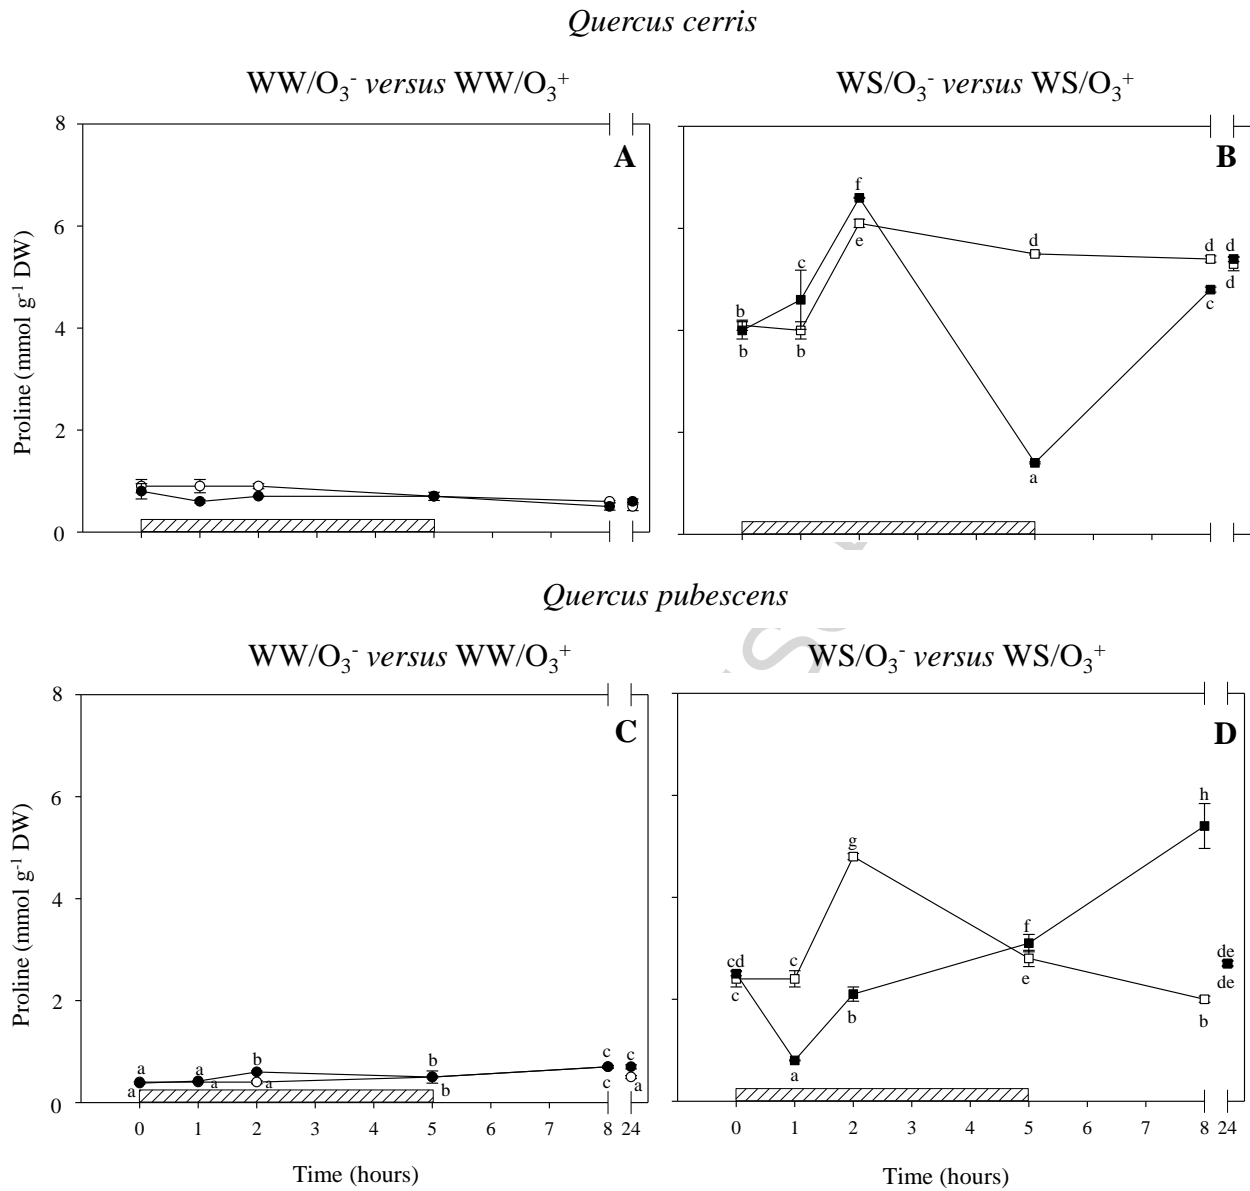 Quercus cerris
WW/O₃⁻ versus WW/O₃⁺ WS/O₃⁻ versus WS/O₃⁺
8
A B
f
6
e d d d
c d
b c
4
b b
Proline (mmol g⁻¹ DW)
2
a
0
Quercus pubescens
WW/O₃⁻ versus WW/O₃⁺ WS/O₃⁻ versus WS/O₃⁺
8
C D
6
h
g
4
Proline (mmol g⁻¹ DW)
f
cd c de
c e de
2
b b
a a b b c c a
a a a b c a
0
0 1 2 3 4 5 6 7 8 24 0 1 2 3 4 5 6 7 8 24
Time (hours) Time (hours)